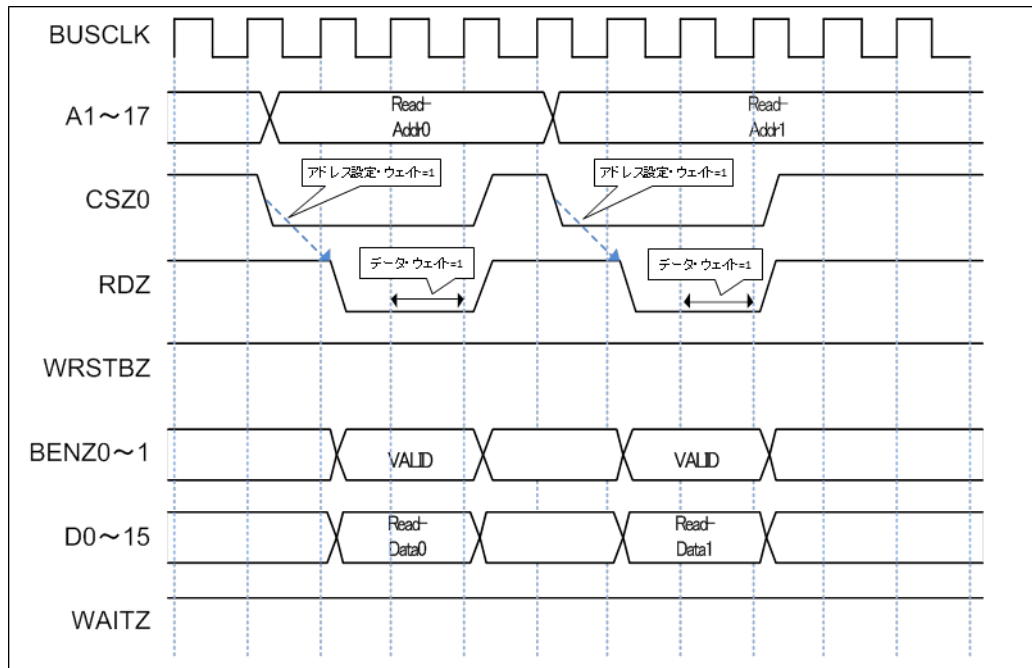 BUSCLK
A1～17
Read-
Addr0
Read-
Addr1
CSZ0
アドレス設定・ウェイト=1
アドレス設定・ウェイト=1
RDZ
データ・ウェイト=1
データ・ウェイト=1
WRSTBZ
BENZ0～1
VALID
VALID
D0～15
Read-
Data0
Read-
Data1
WAITZ